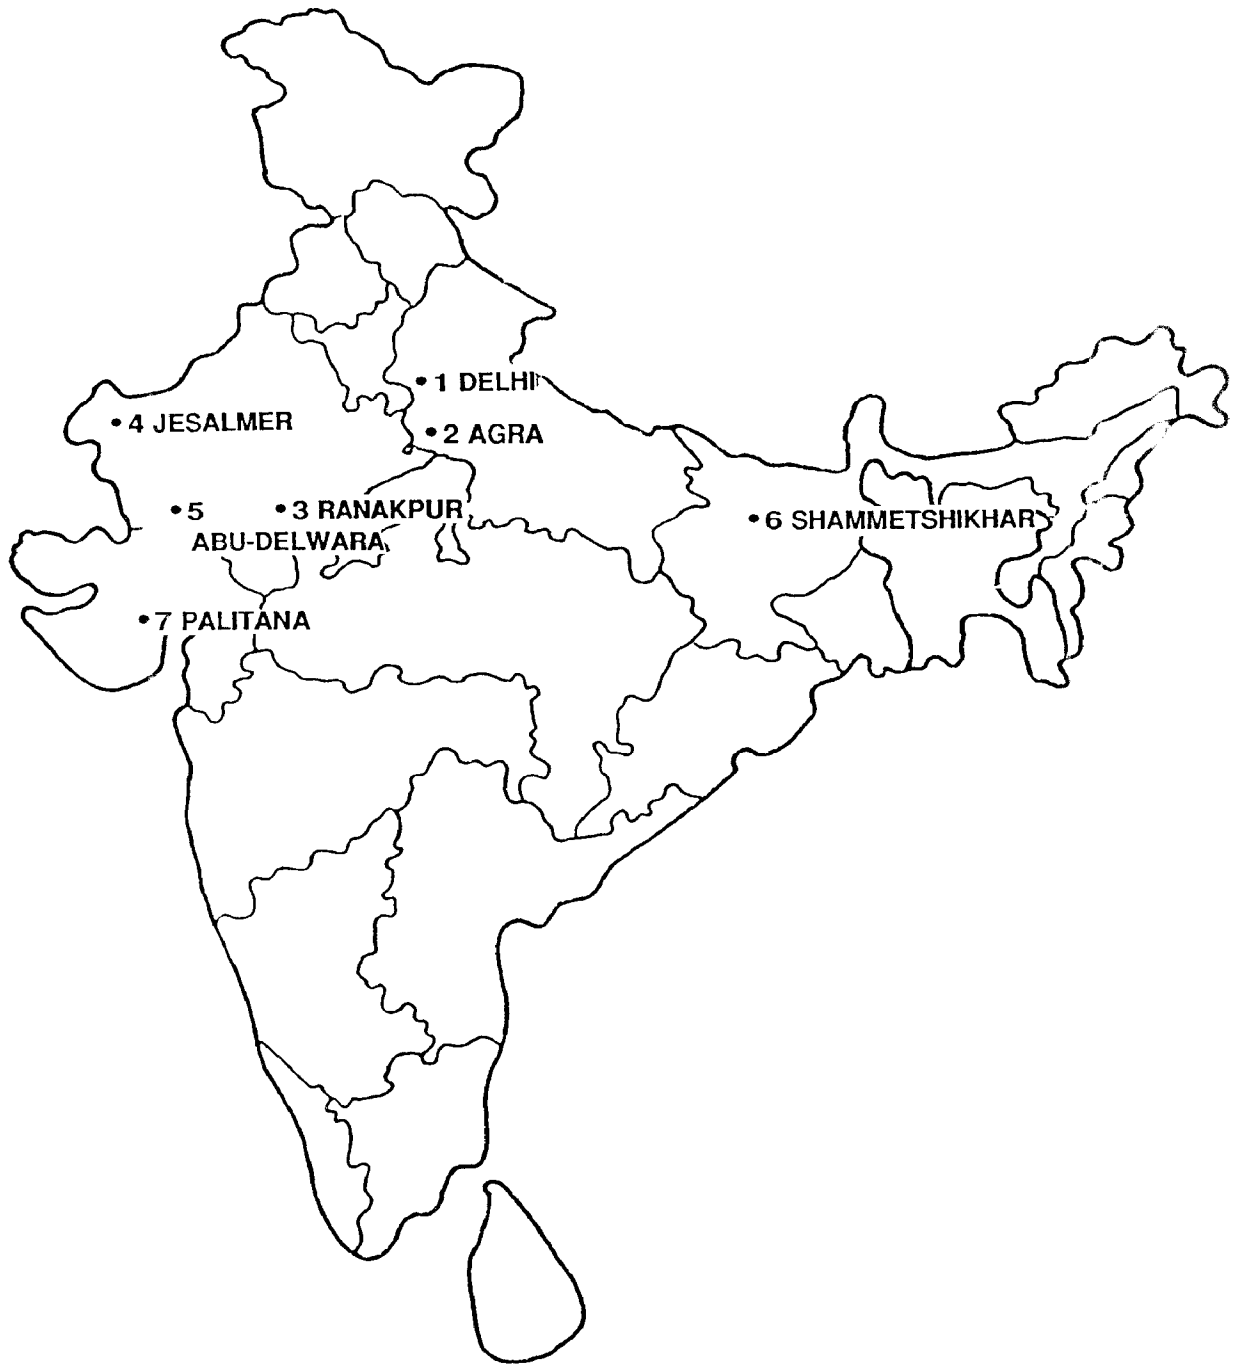 1 DELHI
4 JESALMER
2 AGRA
5
ABU-DELWARA
3 RANAKPUR
6 SHAMMETSHIKHAR
7 PALITANA